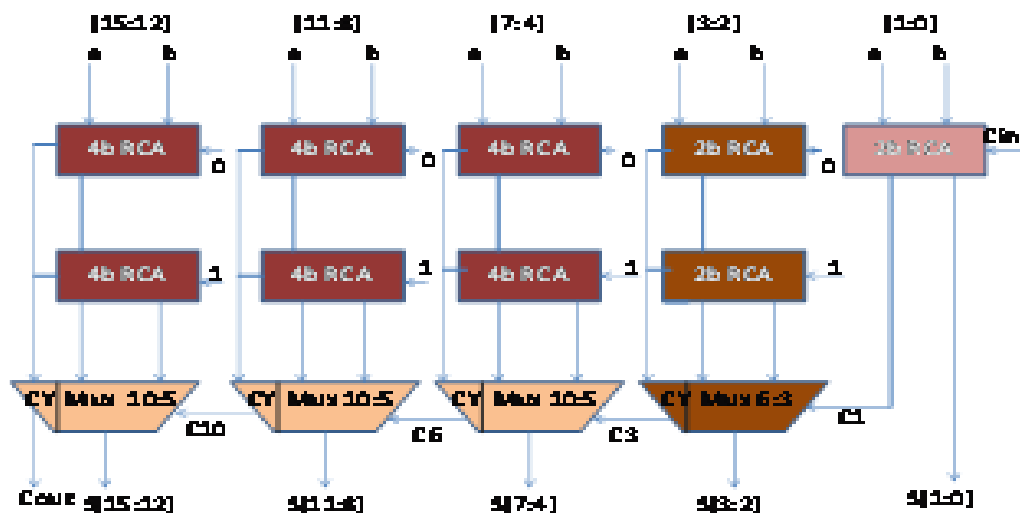 [15:12] [11:8] [7:4] [3:2] [1:0]
a b a b a b a b a b
4b RCA 4b RCA 4b RCA 2b RCA 2b RCA Cin
0 0 0 0
4b RCA 4b RCA 4b RCA 2b RCA
1 1 1 1
CY Mux 10:5 CY Mux 10:5 CY Mux 10:5 CY Mux 6:3
C10 C6 C3 C1
Cout S[15:12] S[11:8] S[7:4] S[3:2] S[1:0]